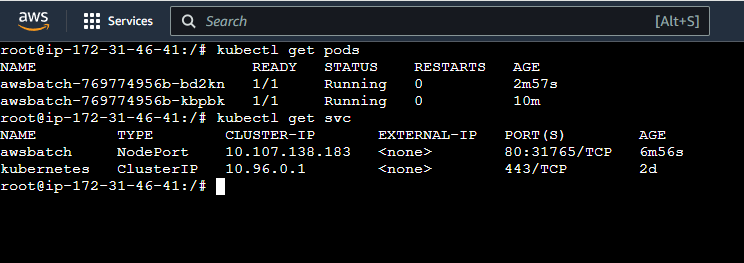 aws Services Search [Alt+S]
root@ip-172-31-46-41:/# kubectl get pods
NAME READY STATUS RESTARTS AGE
awsbatch-769774956b-bd2kn 1/1 Running 0 2m57s
awsbatch-769774956b-kbpbk 1/1 Running 0 10m
root@ip-172-31-46-41:/# kubectl get svc
NAME TYPE CLUSTER-IP EXTERNAL-IP PORT(S) AGE
awsbatch NodePort 10.107.138.183 <none> 80:31765/TCP 6m56s
kubernetes ClusterIP 10.96.0.1 <none> 443/TCP 2d
root@ip-172-31-46-41:/#